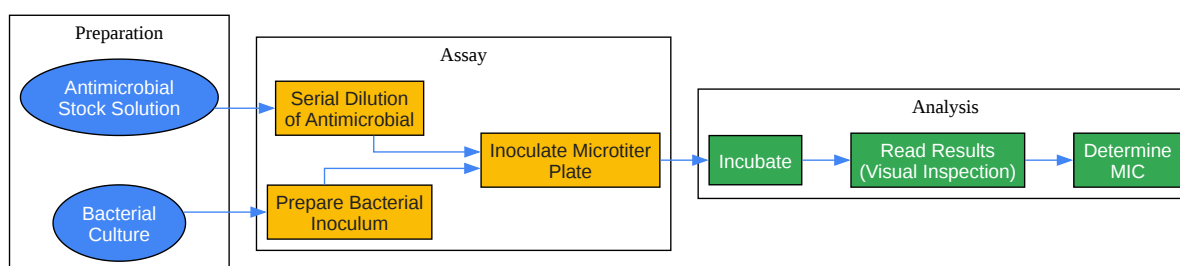 Preparation
Antimicrobial
Stock Solution
Bacterial
Culture
Assay
Serial Dilution
of Antimicrobial
Prepare Bacterial
Inoculum
Inoculate Microtiter
Plate
Analysis
Incubate
Read Results
(Visual Inspection)
Determine
MIC